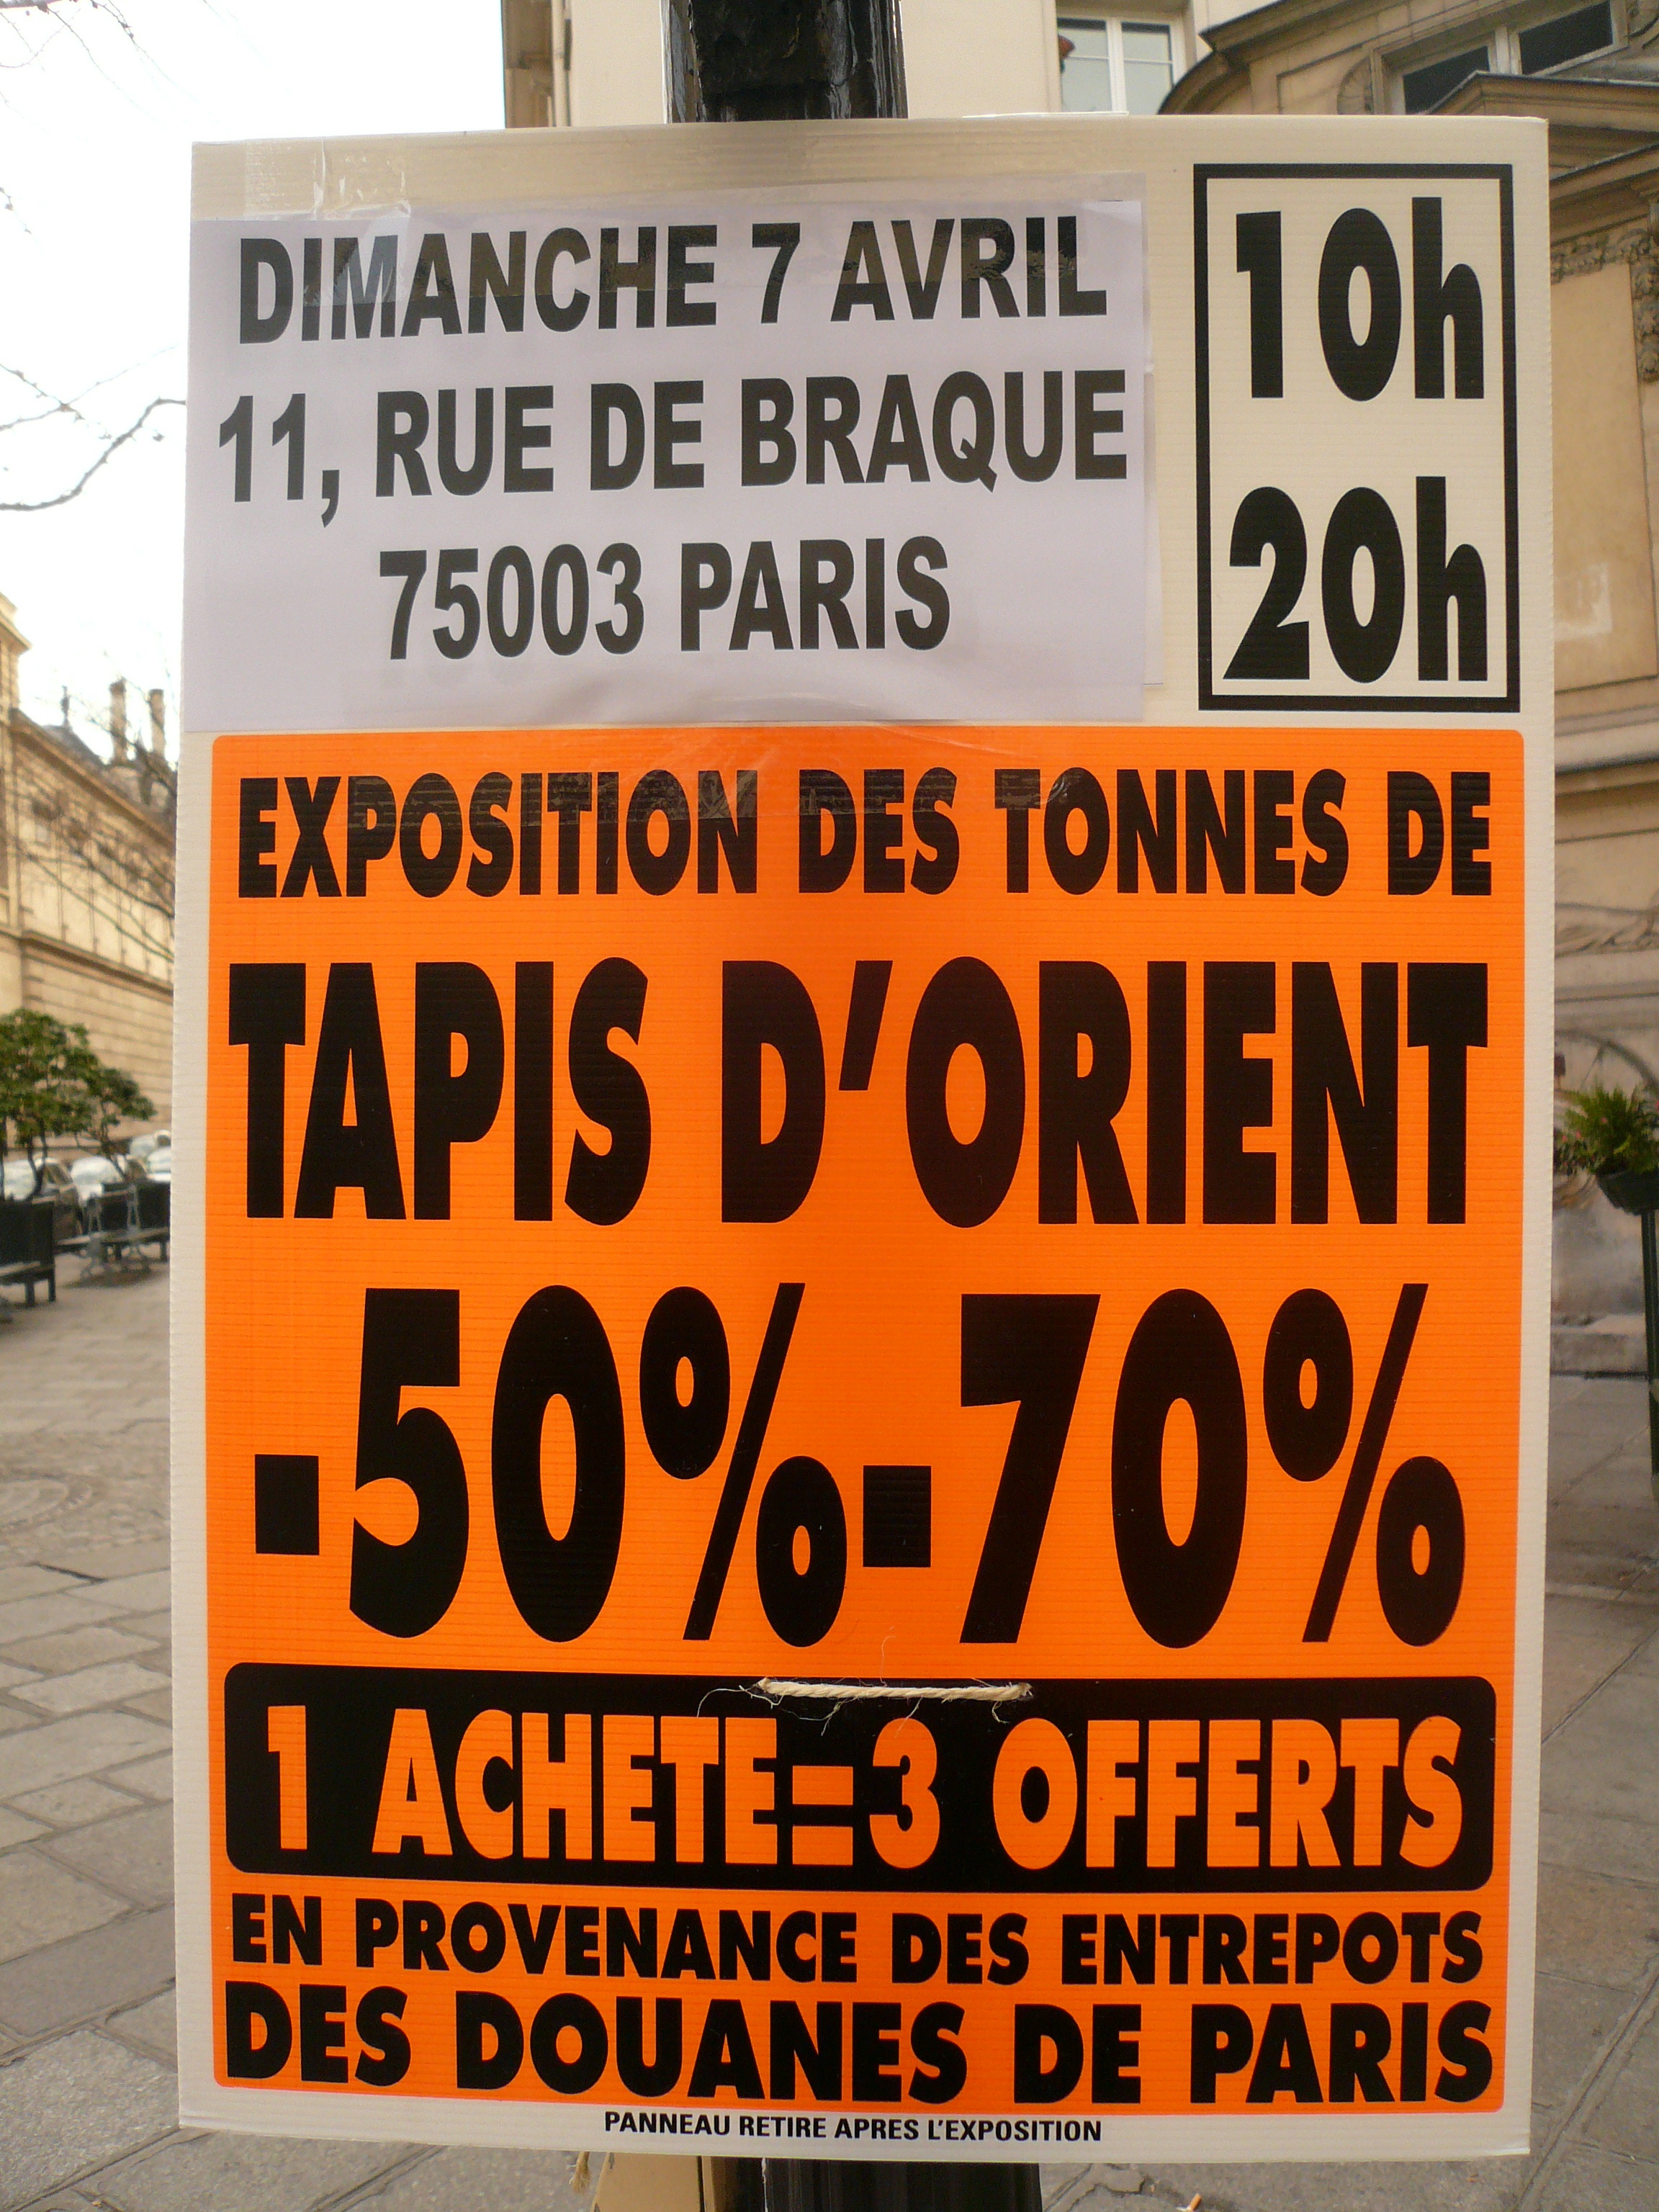 DIMANCHE 7 AVRIL
11, RUE DE BRAQUE
75003 PARIS
10h
20h
EXPOSITION DES TONNES DE
TAPIS D'ORIENT
-50%-70%
1 ACHETE=3 OFFERTS
EN PROVENANCE DES ENTREPOTS
DES DOUANES DE PARIS
PANNEAU RETIRE APRES L'EXPOSITION